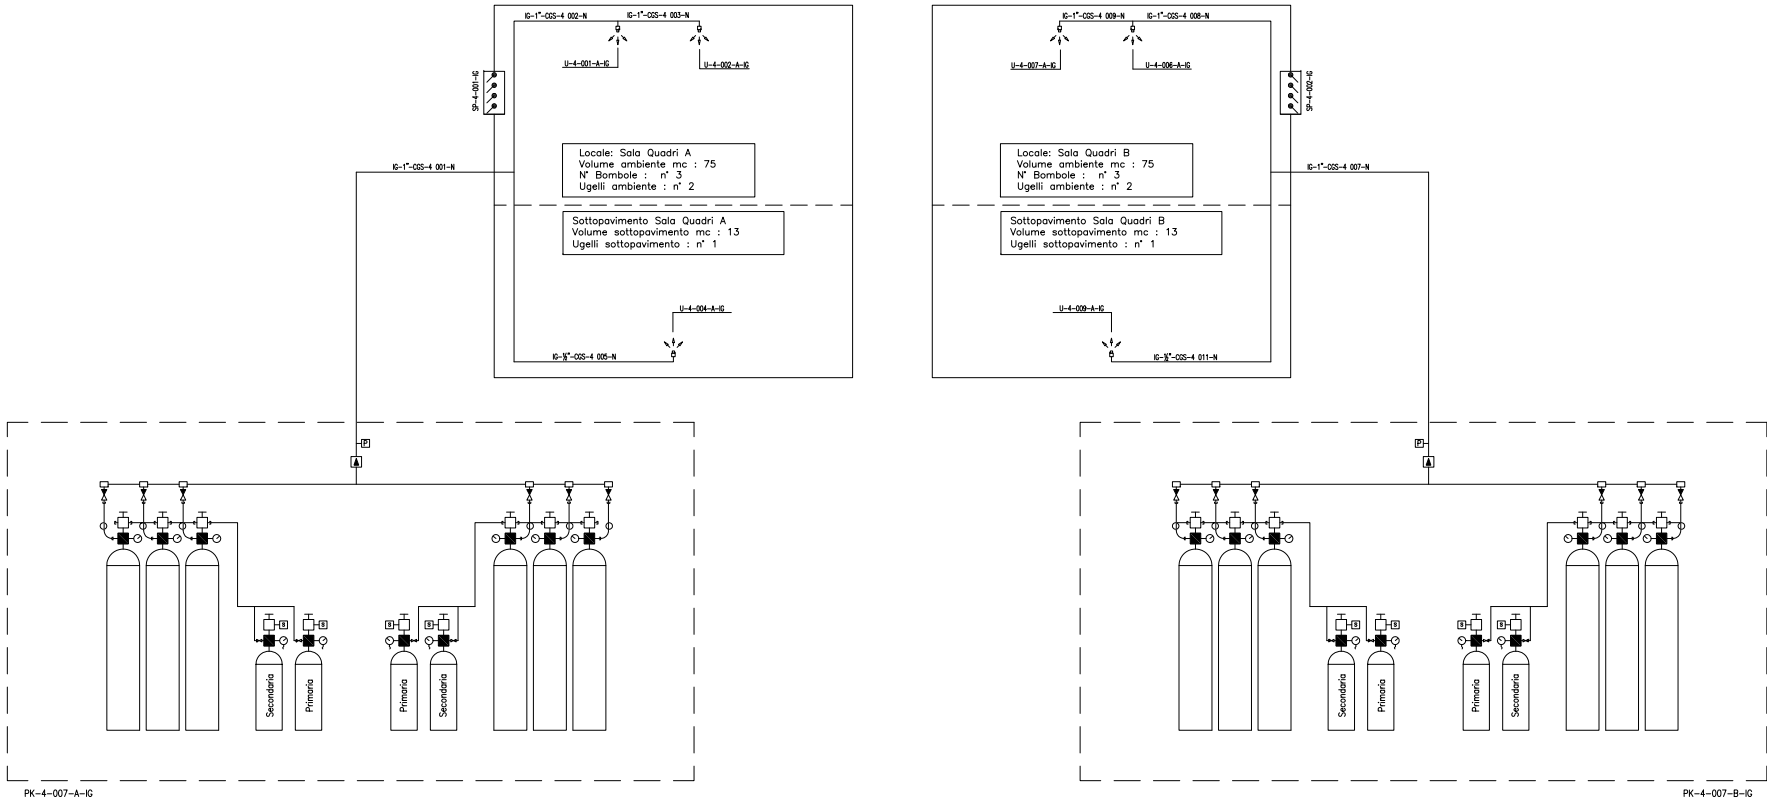 IG-1"-CGS-4 002-N
IG-1"-CGS-4 003-N
U-4-001-A-IG
U-4-002-A-IG
SP-4-001-IG
IG-1"-CGS-4 001-N
Locale: Sala Quadri A
Volume ambiente mc : 75
N° Bombole : n° 3
Ugelli ambiente : n° 2
Sottopavimento Sala Quadri A
Volume sottopavimento mc : 13
Ugelli sottopavimento : n° 1
U-4-004-A-IG
IG-½"-CGS-4 005-N
IG-1"-CGS-4 009-N
IG-1"-CGS-4 008-N
U-4-007-A-IG
U-4-006-A-IG
SP-4-002-IG
IG-1"-CGS-4 007-N
Locale: Sala Quadri B
Volume ambiente mc : 75
N° Bombole : n° 3
Ugelli ambiente : n° 2
Sottopavimento Sala Quadri B
Volume sottopavimento mc : 13
Ugelli sottopavimento : n° 1
U-4-009-A-IG
IG-½"-CGS-4 011-N
P
S
S
S
S
Secondaria
Primaria
Primaria
Secondaria
PK-4-007-A-IG
P
S
S
S
S
Secondaria
Primaria
Primaria
Secondaria
PK-4-007-B-IG